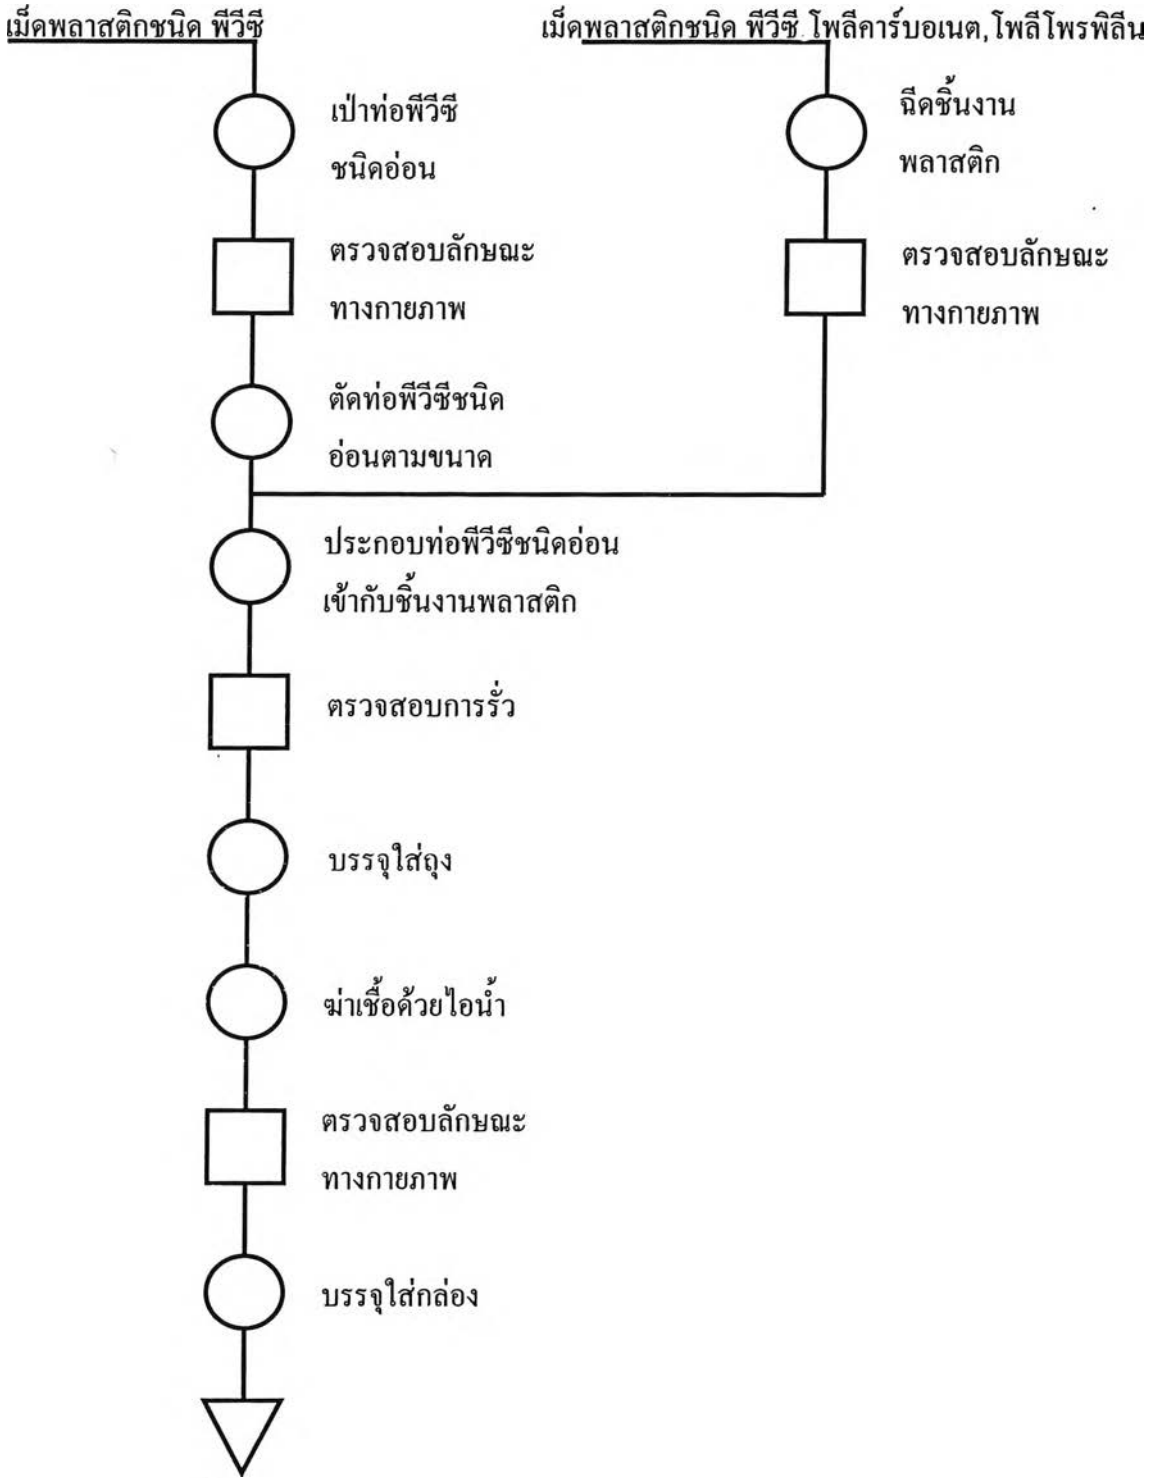 เม็ดพลาสติกชนิด พีวีซี
เม็ดพลาสติกชนิด พีวีซี, โพลีคาร์บอเนต,โพลีโพรพิลีน
เป่าท่อพีวีซี
ชนิดอ่อน
ฉีดชิ้นงาน
พลาสติก
ตรวจสอบลักษณะ
ทางกายภาพ
ตรวจสอบลักษณะ
ทางกายภาพ
ตัดท่อพีวีซีชนิด
อ่อนตามขนาด
ประกอบท่อพีวีซีชนิดอ่อน
เข้ากับชิ้นงานพลาสติก
ตรวจสอบการรั่ว
บรรจุใส่ถุง
ฆ่าเชื้อด้วยไอน้ำ
ตรวจสอบลักษณะ
ทางกายภาพ
บรรจุใส่กล่อง